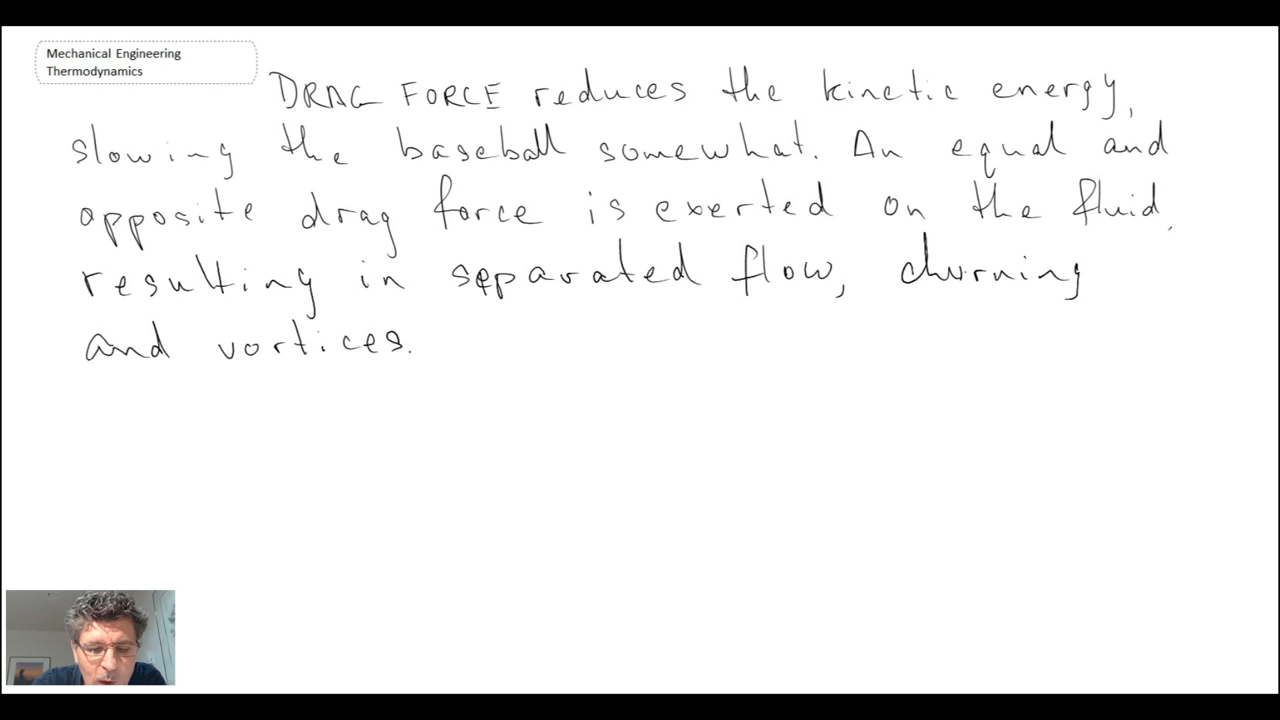 Mechanical Engineering
Thermodynamics
DRAG FORCE reduces the kinetic energy,
slowing the baseball somewhat. An equal and
opposite drag force is exerted on the fluid,
resulting in separated flow, churning
and vortices.